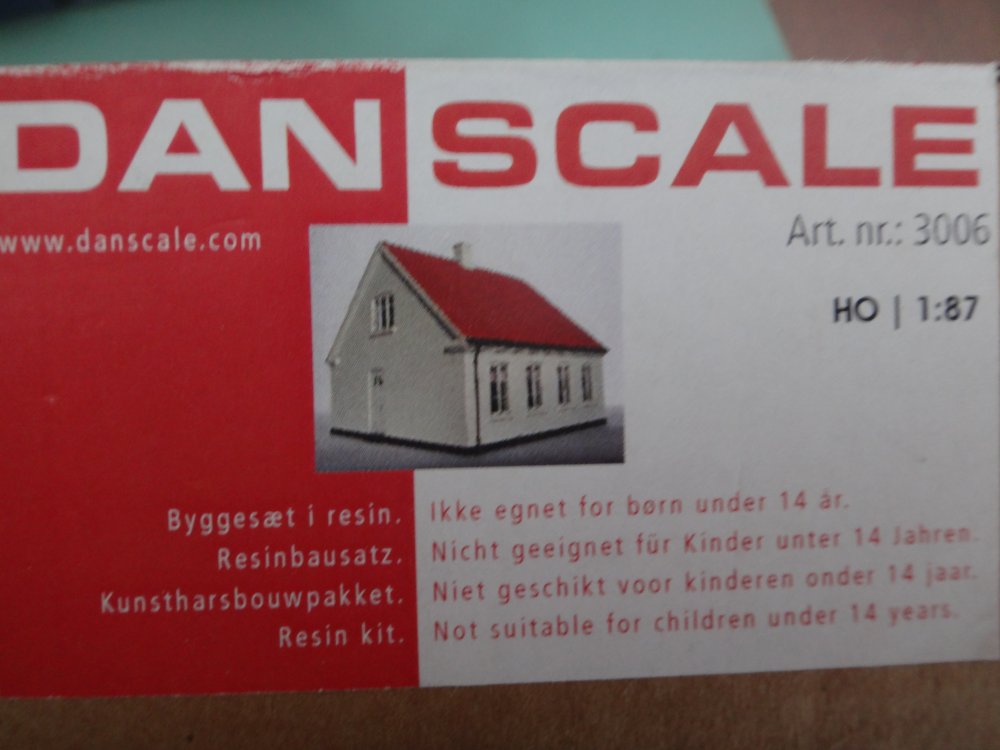 DANSCALE
www.danscale.com
Art. nr.: 3006
HO | 1:87
Byggesæt i resin.
Resinbausatz.
Kunstharsbouwpakket.
Resin kit.
Ikke egnet for børn under 14 år.
Nicht geeignet für Kinder unter 14 Jahren.
Niet geschikt voor kinderen onder 14 jaar.
Not suitable for children under 14 years.